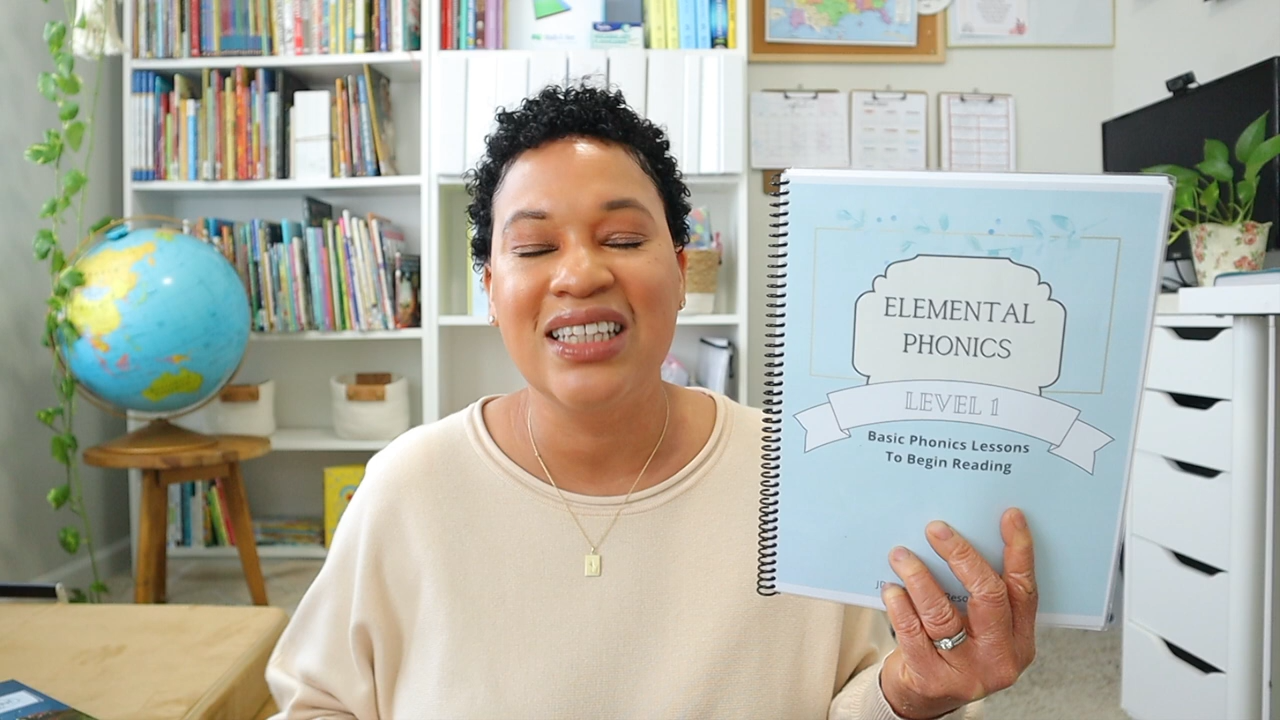 ELEMENTAL
PHONICS
LEVEL 1
Basic Phonics Lessons
To Begin Reading